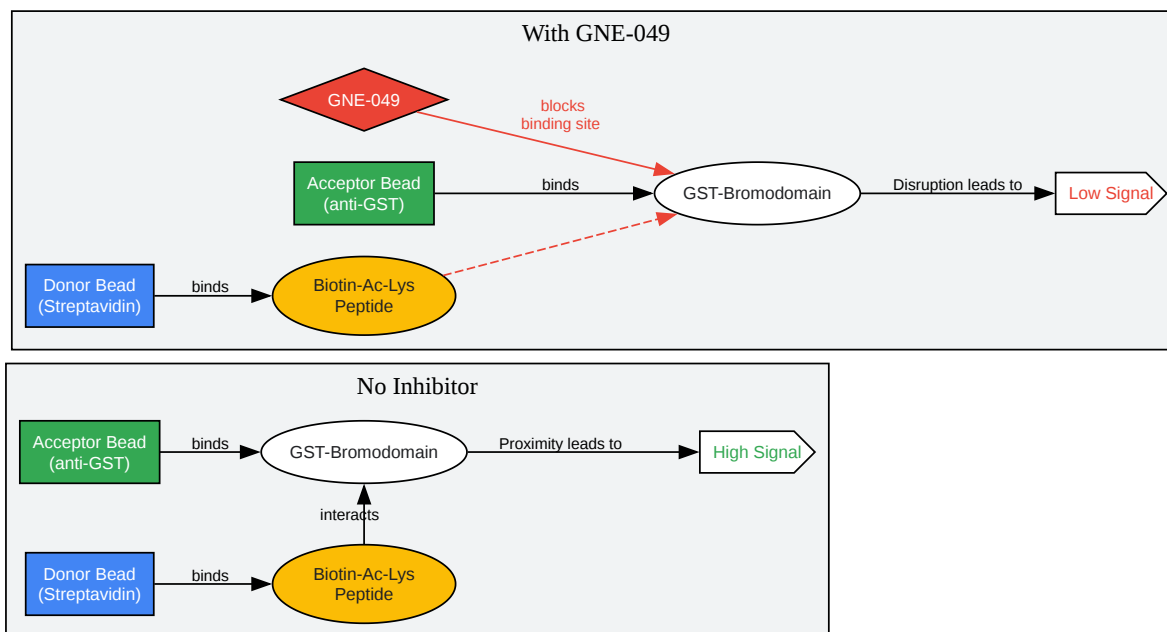 With GNE-049
GNE-049
blocks
binding site
Acceptor Bead
(anti-GST)
binds
GST-Bromodomain
Disruption leads to
Low Signal
Donor Bead
(Streptavidin)
binds
Biotin-Ac-Lys
Peptide
No Inhibitor
Acceptor Bead
(anti-GST)
binds
GST-Bromodomain
Proximity leads to
High Signal
interacts
Donor Bead
(Streptavidin)
binds
Biotin-Ac-Lys
Peptide